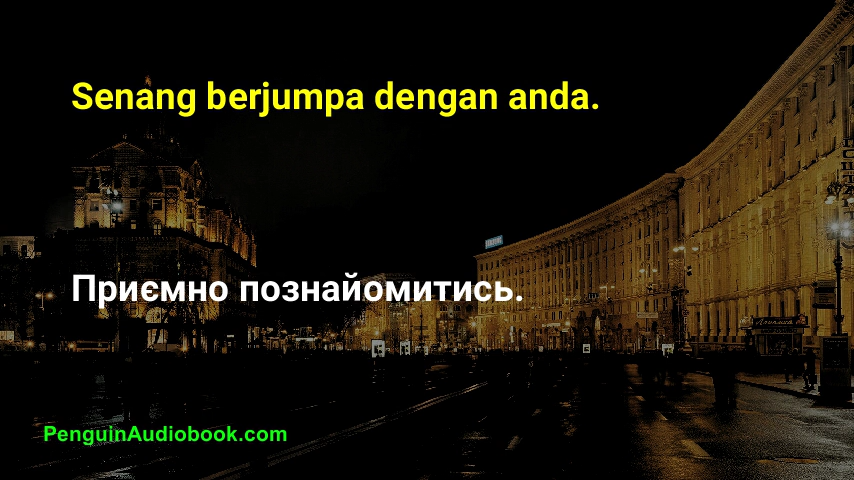 Senang berjumpa dengan anda.
Приємно познайомитись.
PenguinAudiobook.com